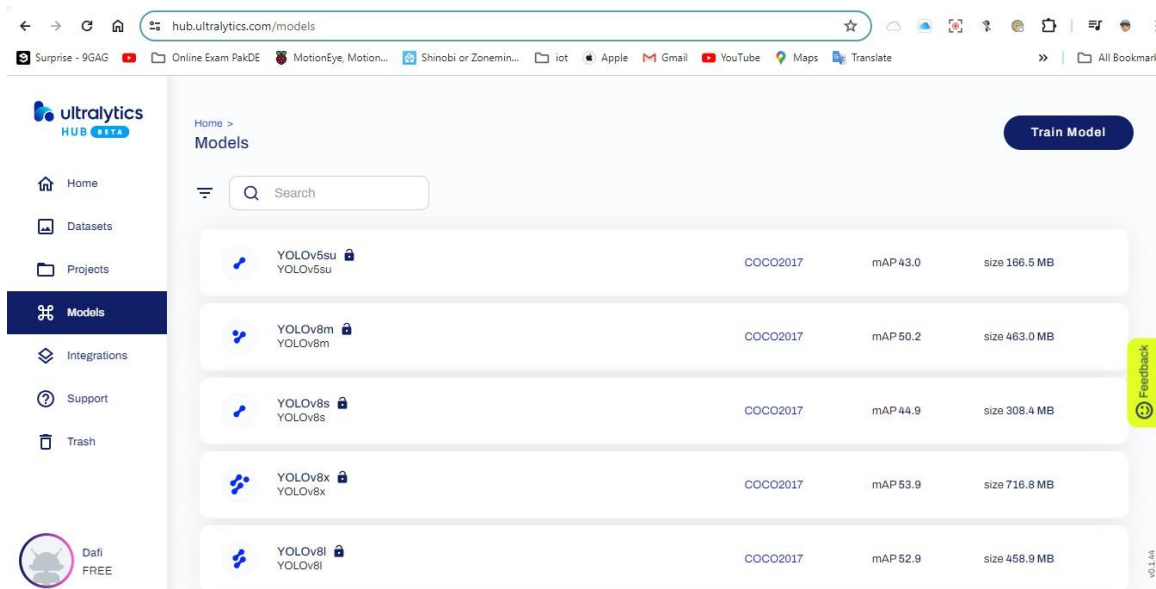 hub.ultralytics.com/models
Surprise - 9GAG
Online Exam PakDE
MotionEye, Motion...
Shinobi or Zonemin...
iot
Apple
Gmail
YouTube
Maps
Translate
»
All Bookmark
ultralytics
HUB BETA
Home
Datasets
Projects
Models
Integrations
Support
Trash
Dafi
FREE
Home >
Models
Train Model
Search
YOLOv5su
YOLOv5su
COCO2017 mAP 43.0 size 166.5 MB
YOLOv8m
YOLOv8m
COCO2017 mAP 50.2 size 463.0 MB
YOLOv8s
YOLOv8s
COCO2017 mAP 44.9 size 308.4 MB
YOLOv8x
YOLOv8x
COCO2017 mAP 53.9 size 716.8 MB
YOLOv8l
YOLOv8l
COCO2017 mAP 52.9 size 458.9 MB
Feedback
v0.1.44